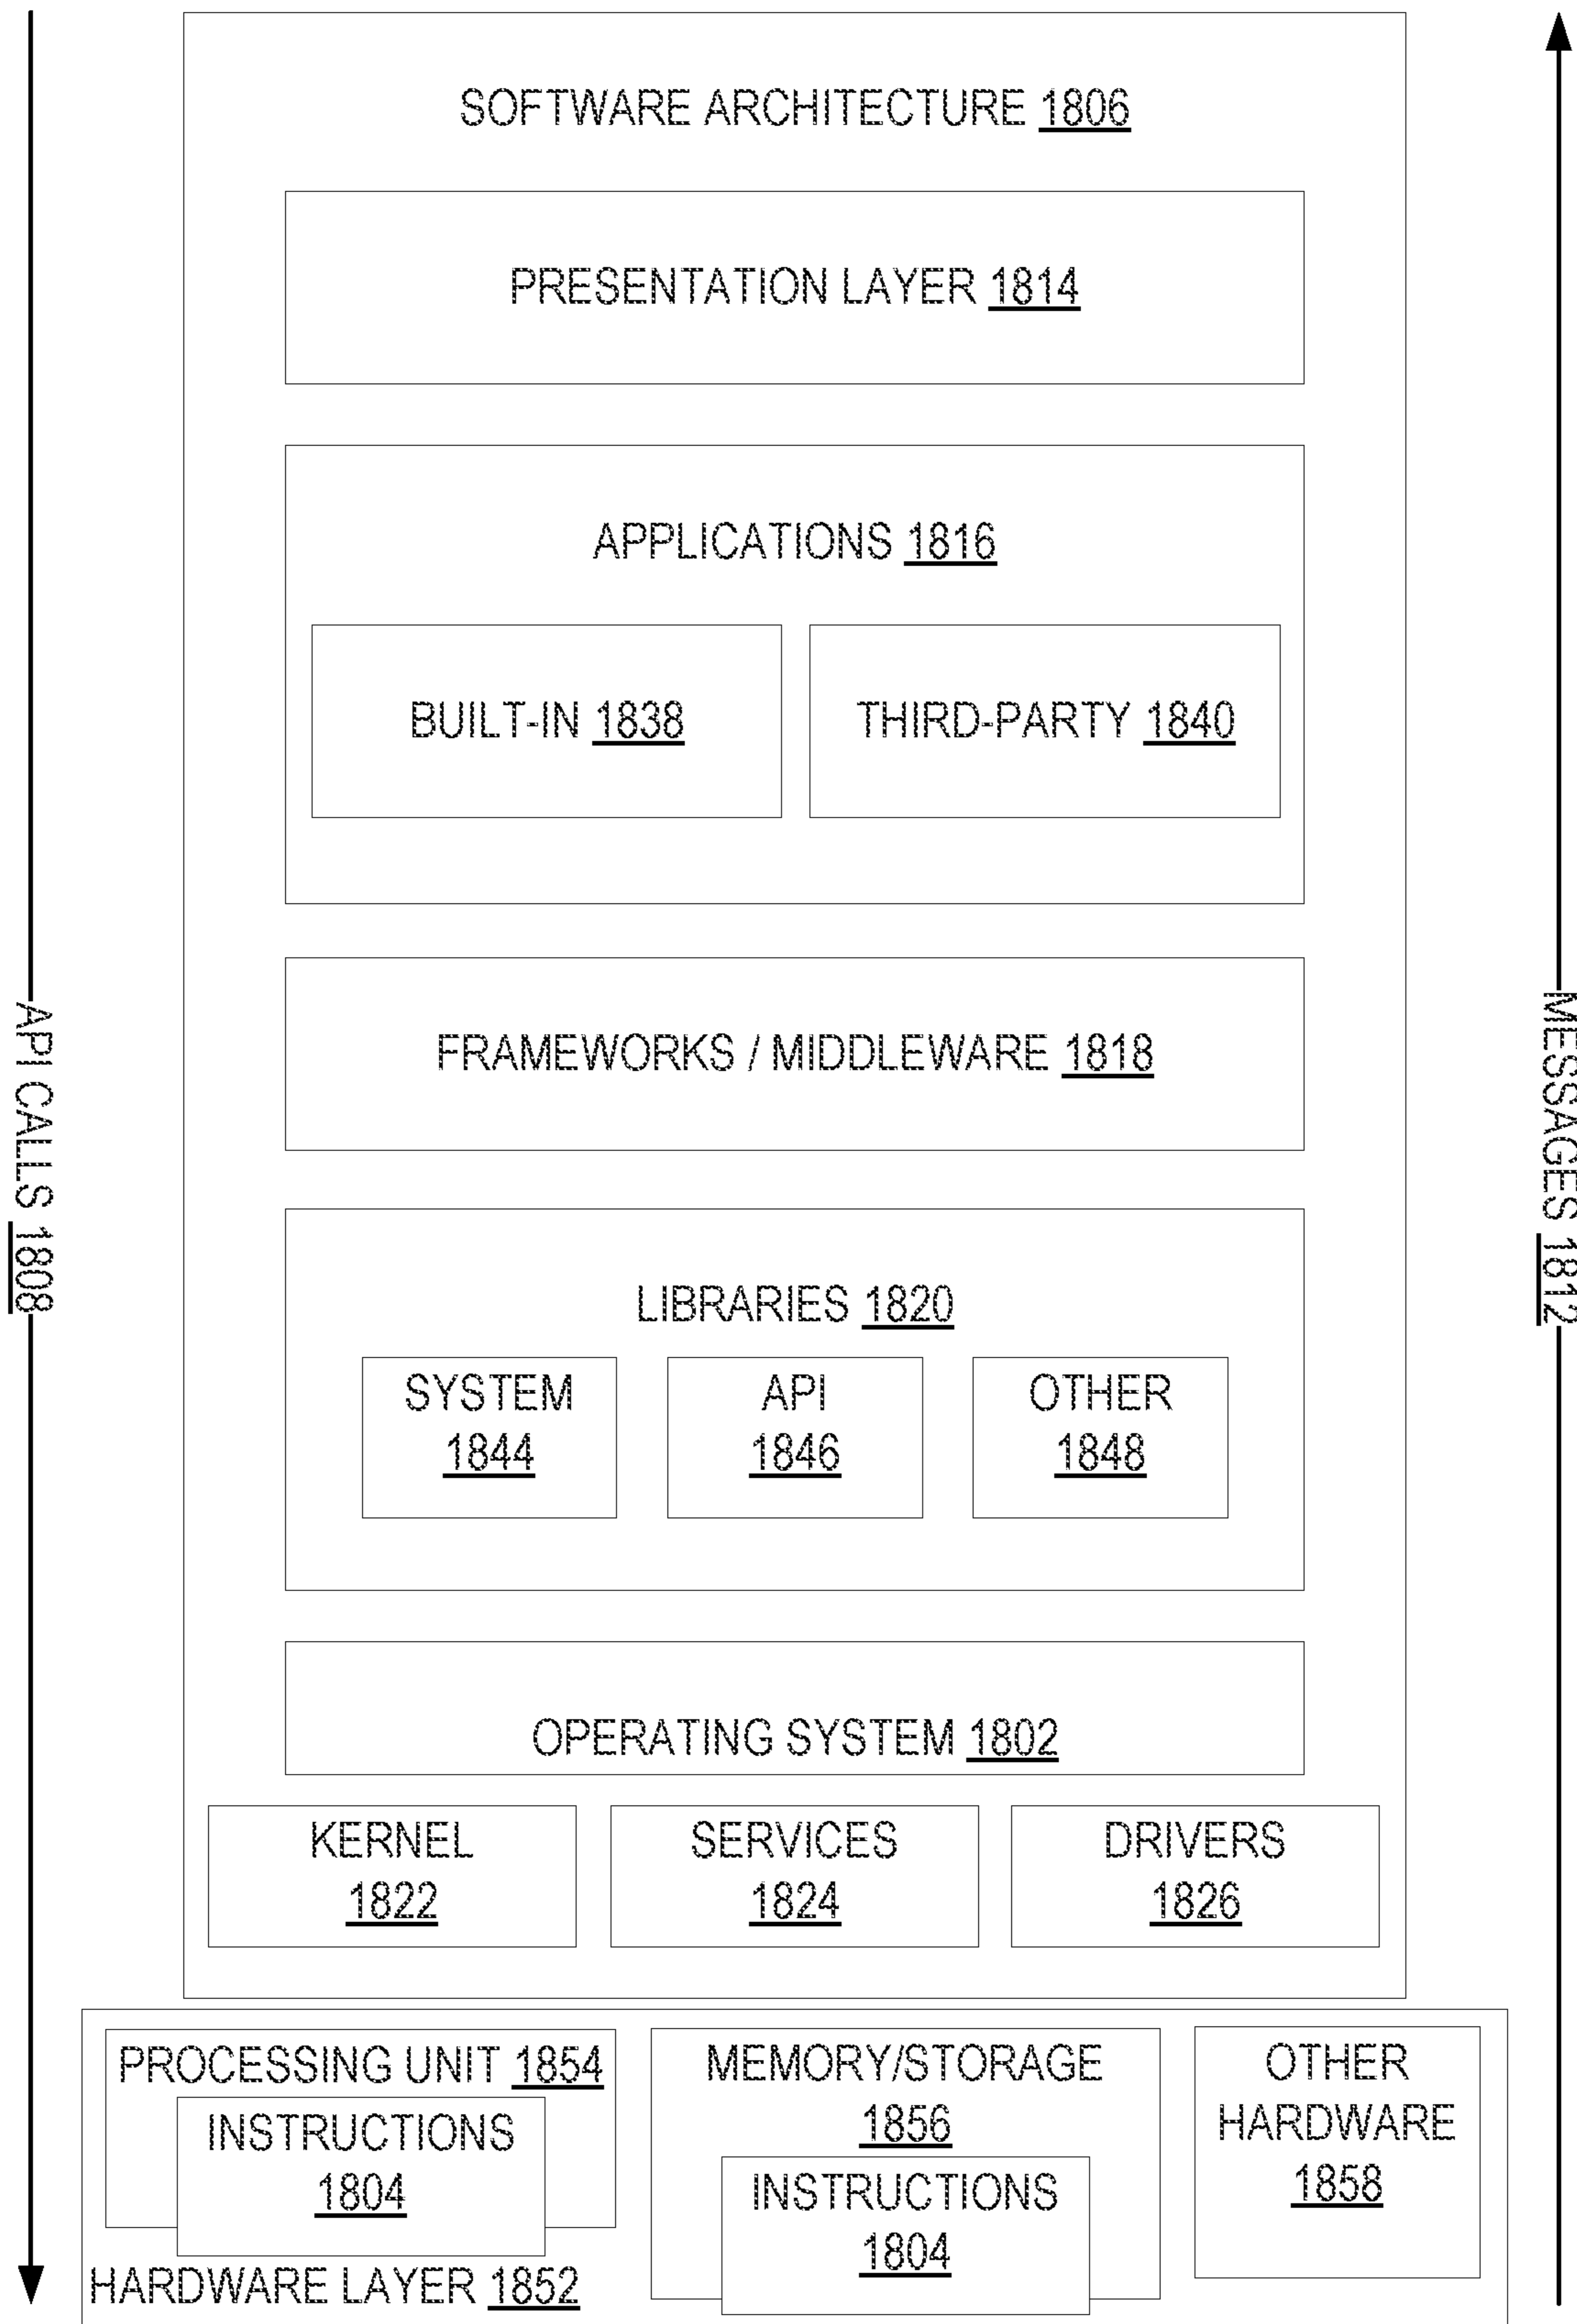 SOFTWARE ARCHITECTURE 1806
PRESENTATION LAYER 1814
APPLICATIONS 1816
BUILT-IN 1838
THIRD-PARTY 1840
FRAMEWORKS / MIDDLEWARE 1818
API CALLS 1808
MESSAGES 1812
LIBRARIES 1820
SYSTEM
1844
API
1846
OTHER
1848
OPERATING SYSTEM 1802
KERNEL
1822
SERVICES
1824
DRIVERS
1826
PROCESSING UNIT 1854
INSTRUCTIONS
1804
MEMORY/STORAGE
1856
INSTRUCTIONS
1804
OTHER
HARDWARE
1858
HARDWARE LAYER 1852